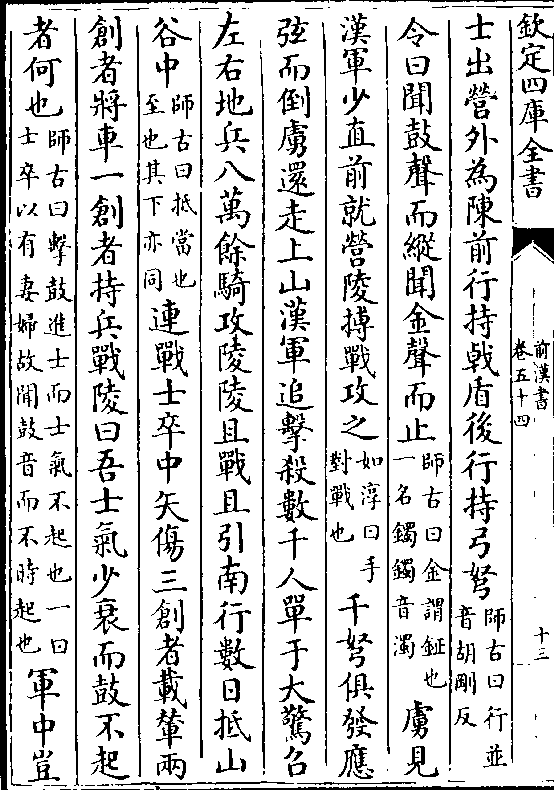 欽定四庫全書
前漢書
卷五十四
十三
士出營外為陳前行持㦸盾後行持弓弩師古曰行並音胡剛反
令曰聞鼓聲而縱聞金聲而止師古曰金謂鉦也一名鐲鐲音濁虜見
漢軍少直前就營陵搏戰攻之如淳曰手對戰也千弩俱發應
弦而倒虜還走上山漢軍追擊殺數千人單于大驚召
左右地兵八萬餘騎攻陵陵且戰且引南行數日抵山
谷中師古曰抵當也至也其下亦同連戰士卒中矢傷三創者載輦兩
創者將車一創者持兵戰陵曰吾士氣少衰而鼓不起
者何也師古曰擊鼓進士而士氣不起也一曰士卒以有妻婦故聞鼓音而不時起也軍中豈